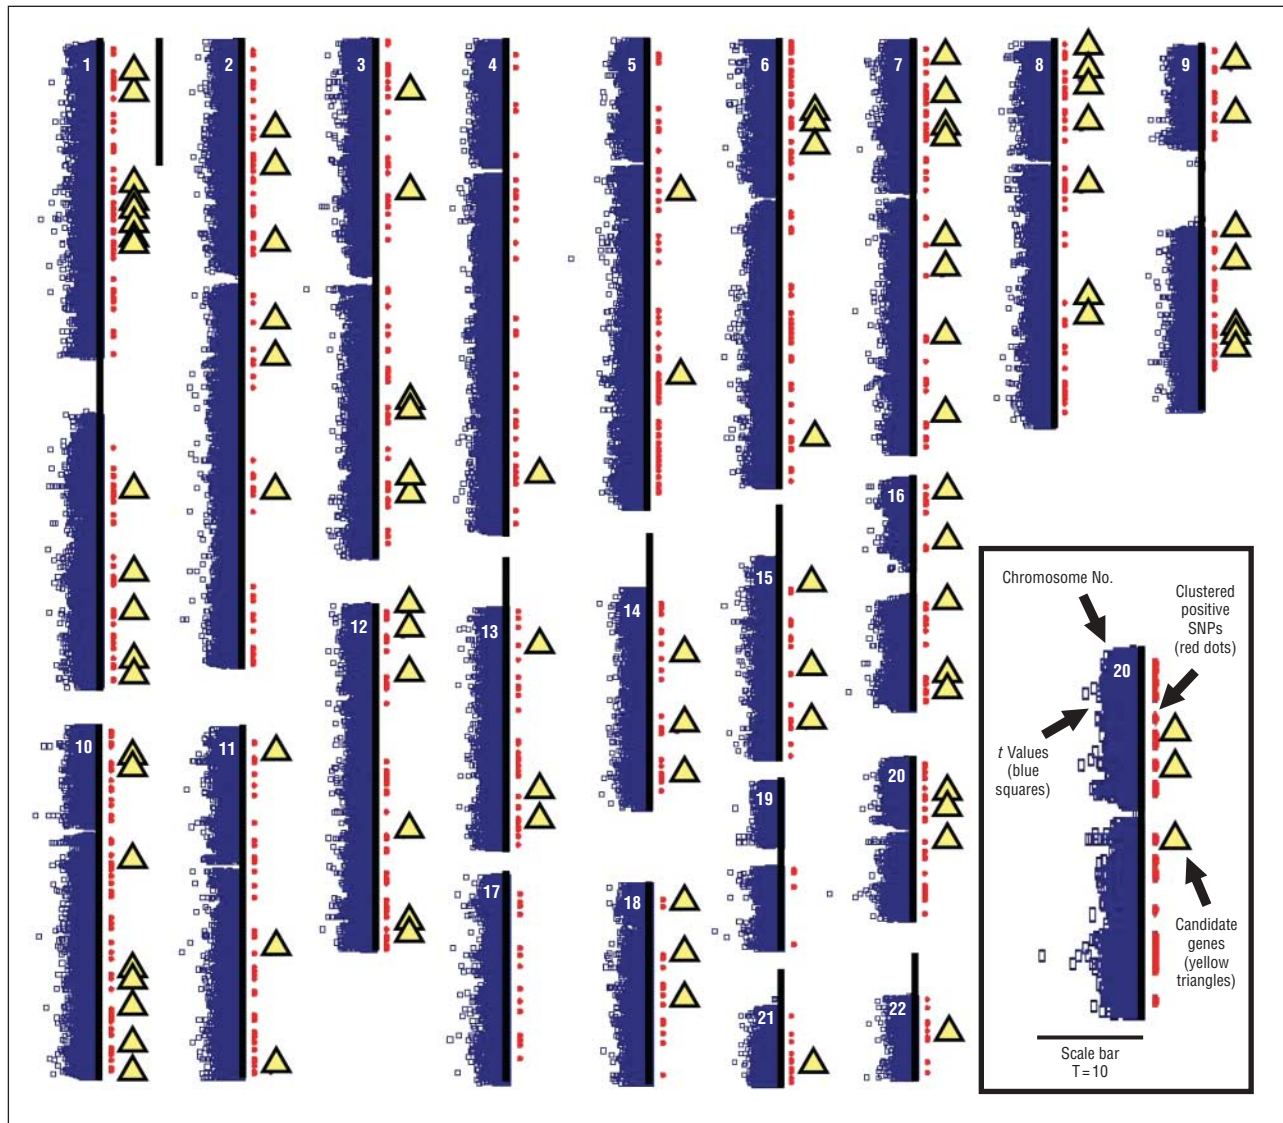 1
2
3
4
5
6
7
8
9
10
11
12
13
14
15
16
17
18
19
20
21
22
Chromosome No.
Clustered
positive
SNPs
(red dots)
20
t Values
(blue
squares)
Candidate
genes
(yellow
triangles)
Scale bar
T=10